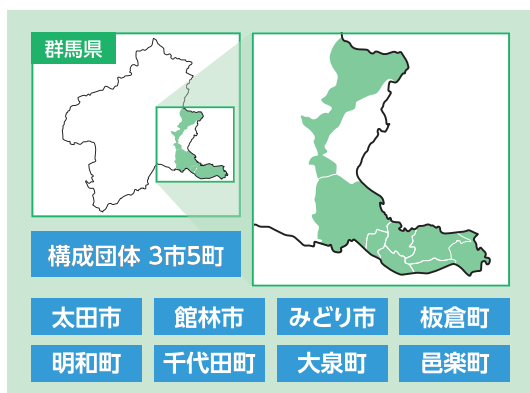 群馬県
構成団体 3市5町
太田市
館林市
みどり市
板倉町
明和町
千代田町
大泉町
邑楽町